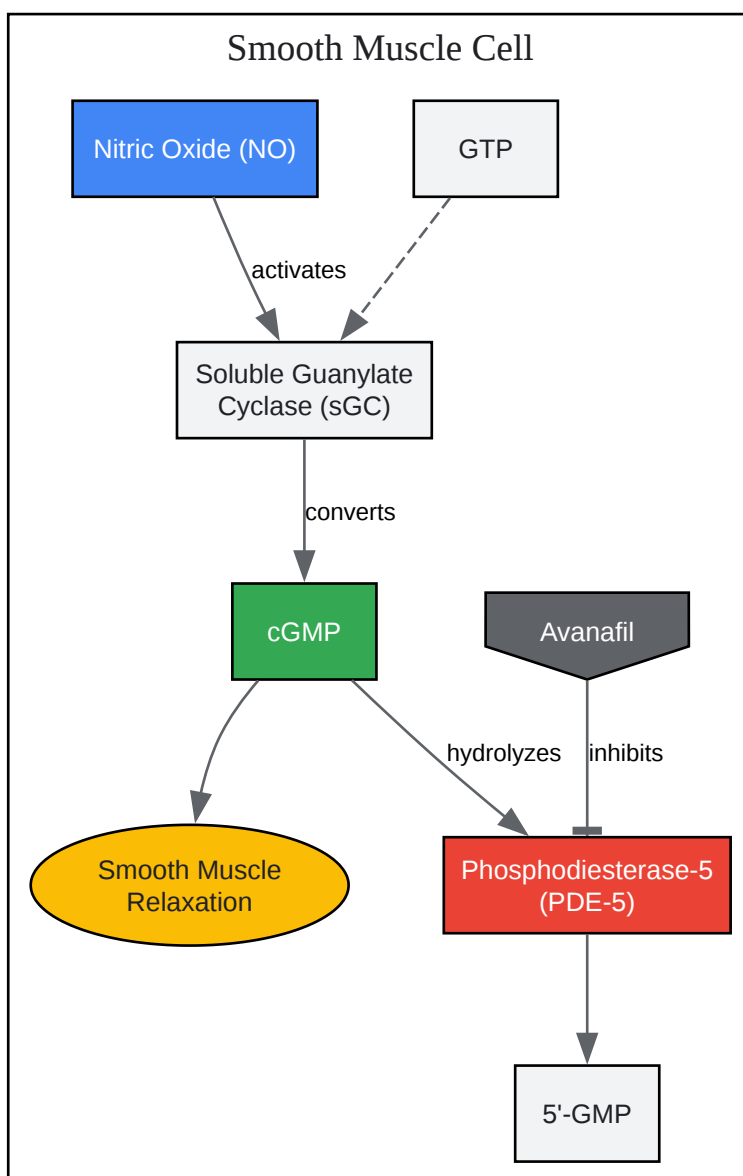 Smooth Muscle Cell
Nitric Oxide (NO)
GTP
activates
Soluble Guanylate
Cyclase (sGC)
converts
cGMP
Avanafil
hydrolyzes
inhibits
Smooth Muscle
Relaxation
Phosphodiesterase-5
(PDE-5)
5'-GMP